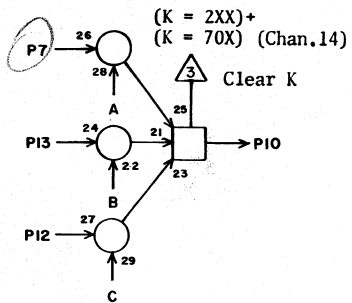 (K = 2XX)+
(K = 70X) (Chan.14)
3
Clear K
P7
26
28
A
25
P13
24
22
B
21
23
P10
P12
27
29
C